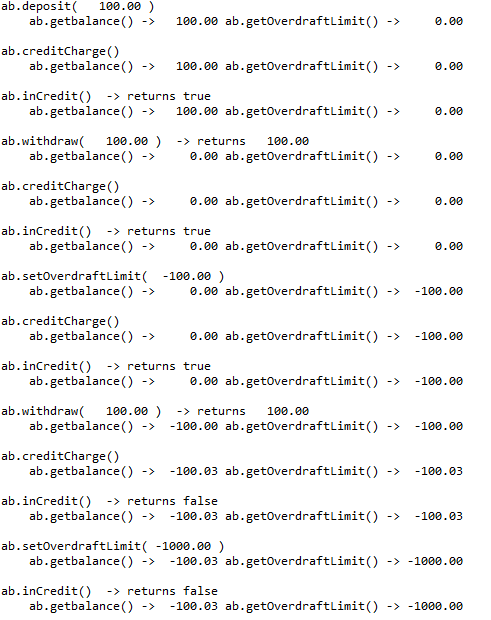 ab.deposit(   100.00 )
    ab.getbalance() ->   100.00 ab.getOverdraftLimit() ->     0.00
ab.creditCharge()
    ab.getbalance() ->   100.00 ab.getOverdraftLimit() ->     0.00
ab.inCredit()  -> returns true
    ab.getbalance() ->   100.00 ab.getOverdraftLimit() ->     0.00
ab.withdraw(   100.00 )  -> returns   100.00
    ab.getbalance() ->     0.00 ab.getOverdraftLimit() ->     0.00
ab.creditCharge()
    ab.getbalance() ->     0.00 ab.getOverdraftLimit() ->     0.00
ab.inCredit()  -> returns true
    ab.getbalance() ->     0.00 ab.getOverdraftLimit() ->     0.00
ab.setOverdraftLimit(  -100.00 )
    ab.getbalance() ->     0.00 ab.getOverdraftLimit() ->  -100.00
ab.creditCharge()
    ab.getbalance() ->     0.00 ab.getOverdraftLimit() ->  -100.00
ab.inCredit()  -> returns true
    ab.getbalance() ->     0.00 ab.getOverdraftLimit() ->  -100.00
ab.withdraw(   100.00 )  -> returns   100.00
    ab.getbalance() ->  -100.00 ab.getOverdraftLimit() ->  -100.00
ab.creditCharge()
    ab.getbalance() ->  -100.03 ab.getOverdraftLimit() ->  -100.03
ab.inCredit()  -> returns false
    ab.getbalance() ->  -100.03 ab.getOverdraftLimit() ->  -100.03
ab.setOverdraftLimit( -1000.00 )
    ab.getbalance() ->  -100.03 ab.getOverdraftLimit() -> -1000.00
ab.inCredit()  -> returns false
    ab.getbalance() ->  -100.03 ab.getOverdraftLimit() -> -1000.00